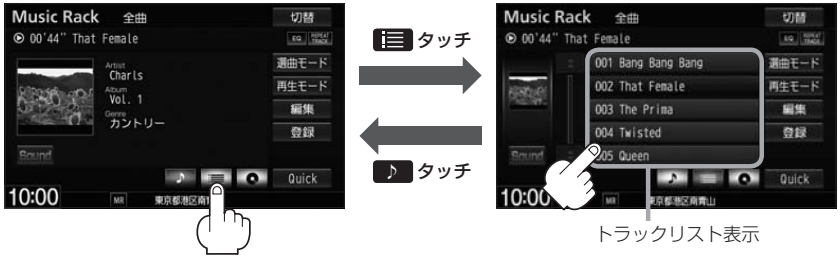 Music Rack 全曲 切替
00'44" That Female EQ REPEAT TRACK
Artist
Charls
Album
Vol. 1
Genre
カントリー
選曲モード
再生モード
編集
登録
Sound
Quick
10:00 MR 東京都港区南
タッチ
タッチ
Music Rack 全曲 切替
00'44" That Female EQ REPEAT TRACK
001 Bang Bang Bang
002 That Female
003 The Prima
004 Twisted
005 Queen
選曲モード
再生モード
編集
登録
Sound
Quick
10:00 MR 東京都港区南青山
トラックリスト表示